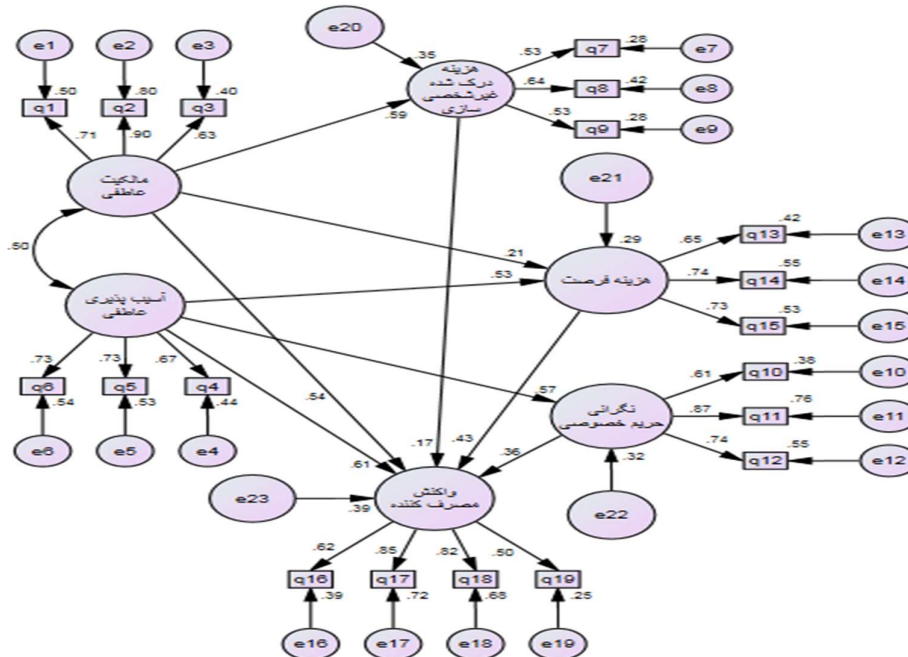 e20
e1
e2
e3
.50
.80
.40
q1
q2
q3
.71
.90
.63
.35
هزینه
درک شده
غیرشخصی
سازی
.59
.53
q7
.28
e7
.64
q8
.42
e8
.53
q9
.28
e9
مالکیت
عاطفی
.50
e21
.21
.29
هزینه فرصت
.65
q13
.42
e13
.74
q14
.55
e14
.73
q15
.53
e15
آسیب پذیری
عاطفی
.53
.73
.73
.67
q6
q5
q4
.54
.53
.44
e6
e5
e4
.57
نگرانی
حریم خصوصی
.61
q10
.38
e10
.87
q11
.76
e11
.74
q12
.55
e12
.32
e22
.54
.61
.17
.43
.36
e23
.39
واکنش
مصرف کننده
.62
.85
.82
.50
q16
q17
q18
q19
.39
.72
.68
.25
e16
e17
e18
e19